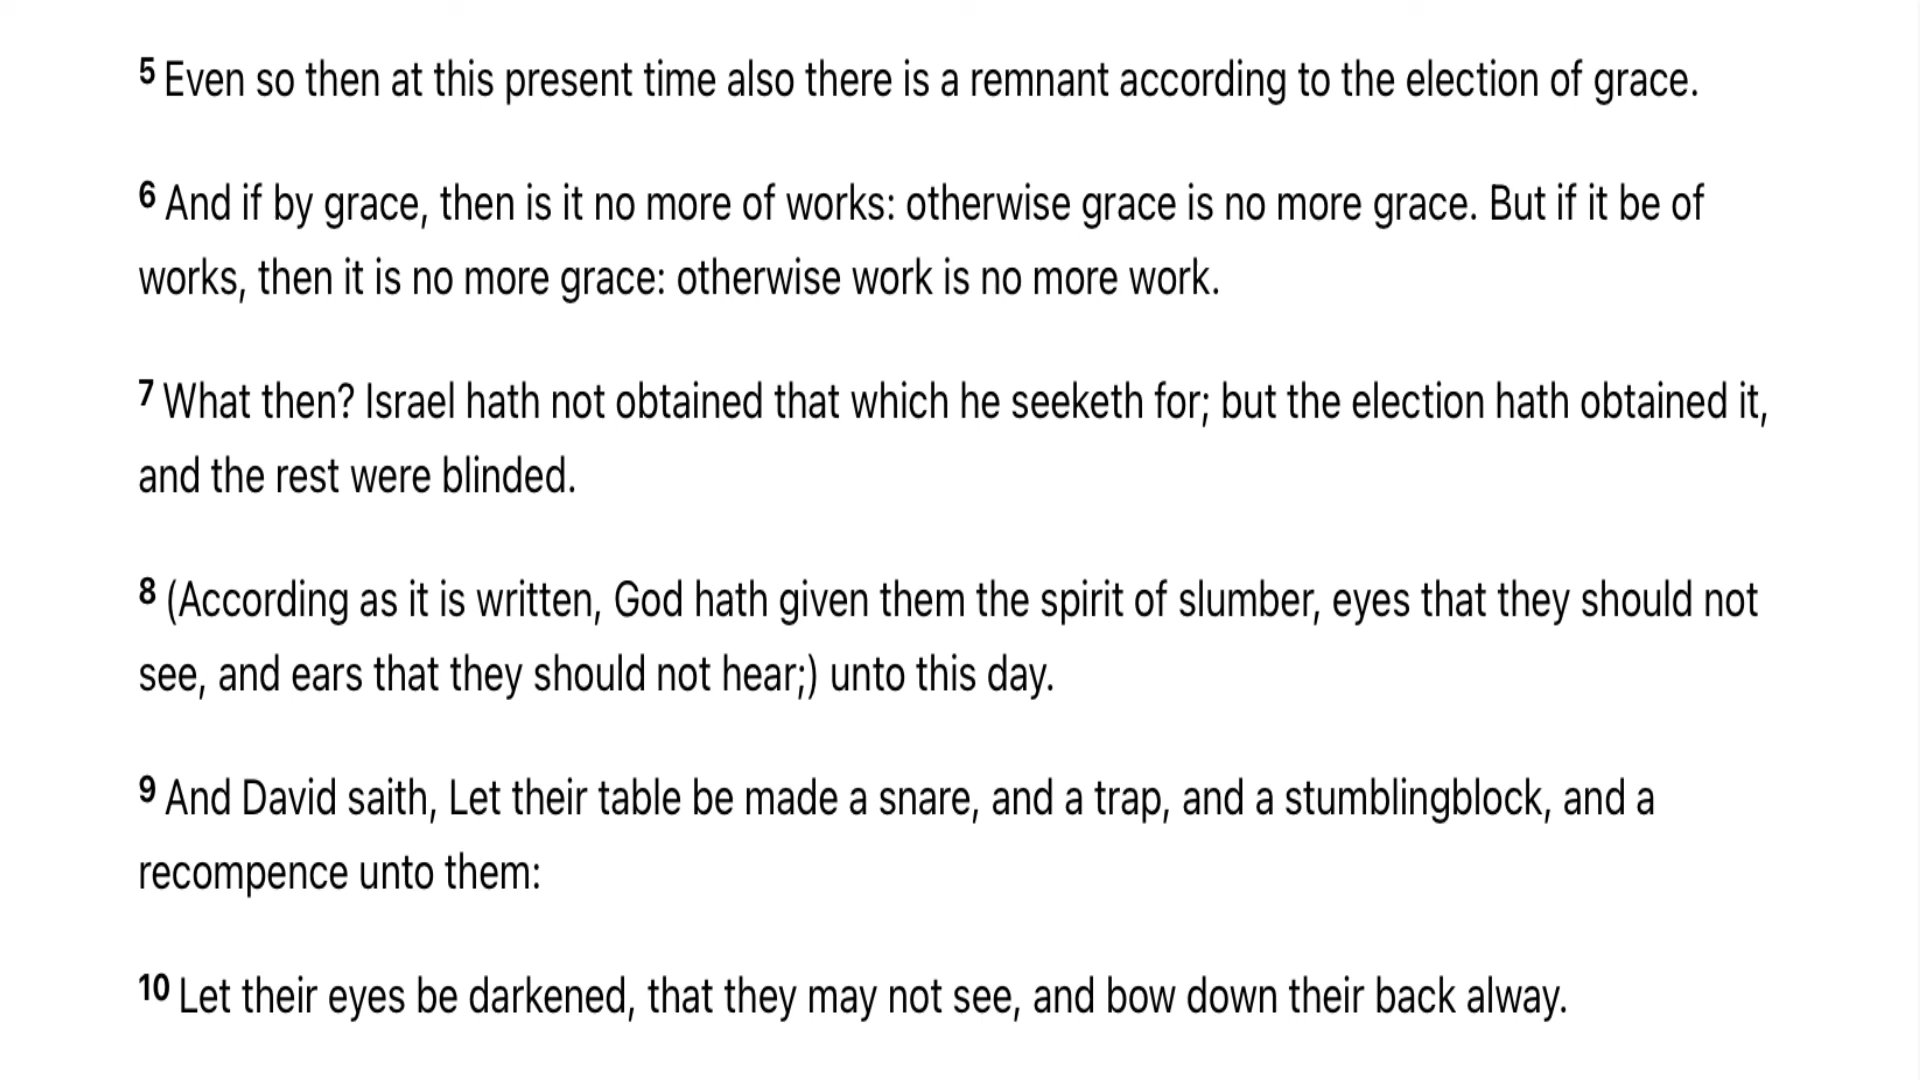 5 Even so then at this present time also there is a remnant according to the election of grace.
6 And if by grace, then is it no more of works: otherwise grace is no more grace. But if it be of
works, then it is no more grace: otherwise work is no more work.
7 What then? Israel hath not obtained that which he seeketh for; but the election hath obtained it,
and the rest were blinded.
8 (According as it is written, God hath given them the spirit of slumber, eyes that they should not
see, and ears that they should not hear;) unto this day.
9 And David saith, Let their table be made a snare, and a trap, and a stumblingblock, and a
recompence unto them:
10 Let their eyes be darkened, that they may not see, and bow down their back alway.